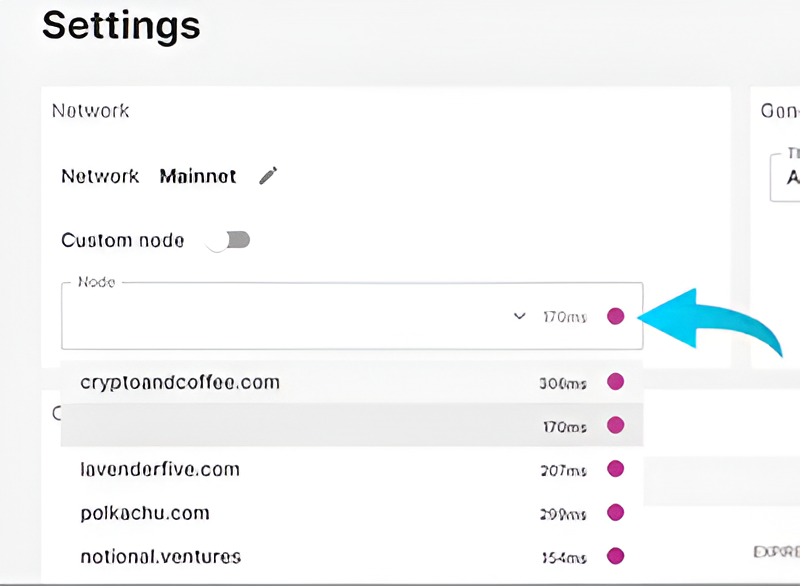 Settings
Network
Network Mainnet
Custom node
Node
170ms
cryptoandcoffee.com 300ms
170ms
lavenderfive.com 207ms
polkachu.com 299ms
notional.ventures 154ms
Gen
Th
A
C
EXPIRE